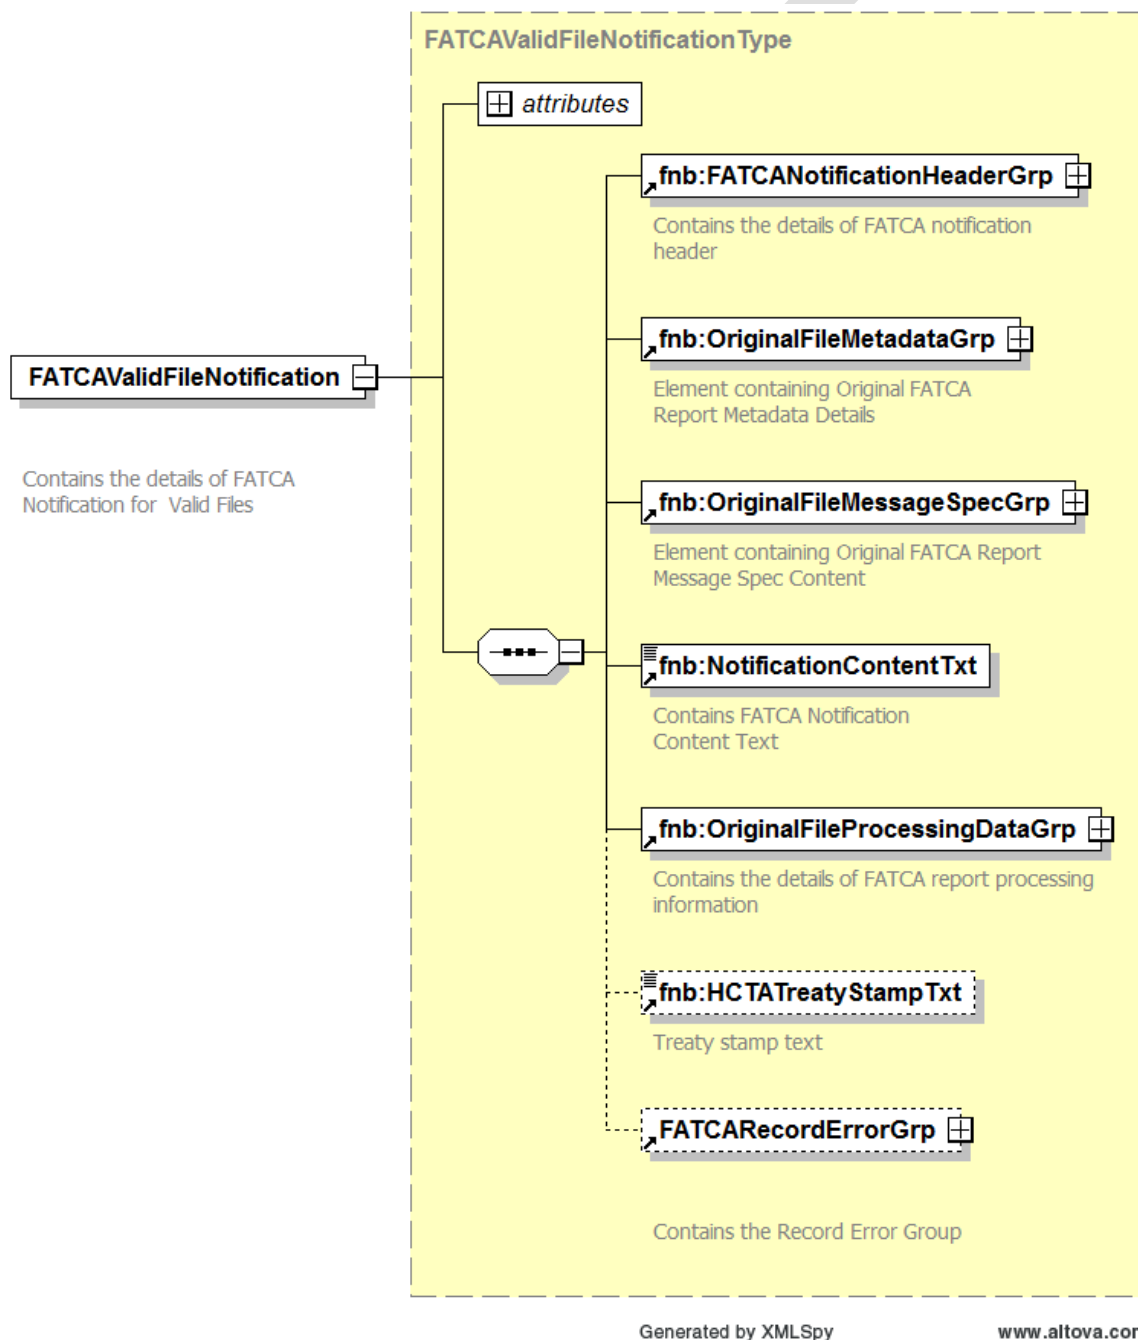 FATCAValidFileNotificationType
attributes
fnb:FATCANotificationHeaderGrp
Contains the details of FATCA notification
header
fnb:OriginalFileMetadataGrp
Element containing Original FATCA
Report Metadata Details
FATCAValidFileNotification
Contains the details of FATCA
Notification for Valid Files
fnb:OriginalFileMessageSpecGrp
Element containing Original FATCA Report
Message Spec Content
fnb:NotificationContentTxt
Contains FATCA Notification
Content Text
fnb:OriginalFileProcessingDataGrp
Contains the details of FATCA report processing
information
fnb:HCTATreatyStampTxt
Treaty stamp text
FATCARecordErrorGrp
Contains the Record Error Group
Generated by XMLSpy
www.altova.com